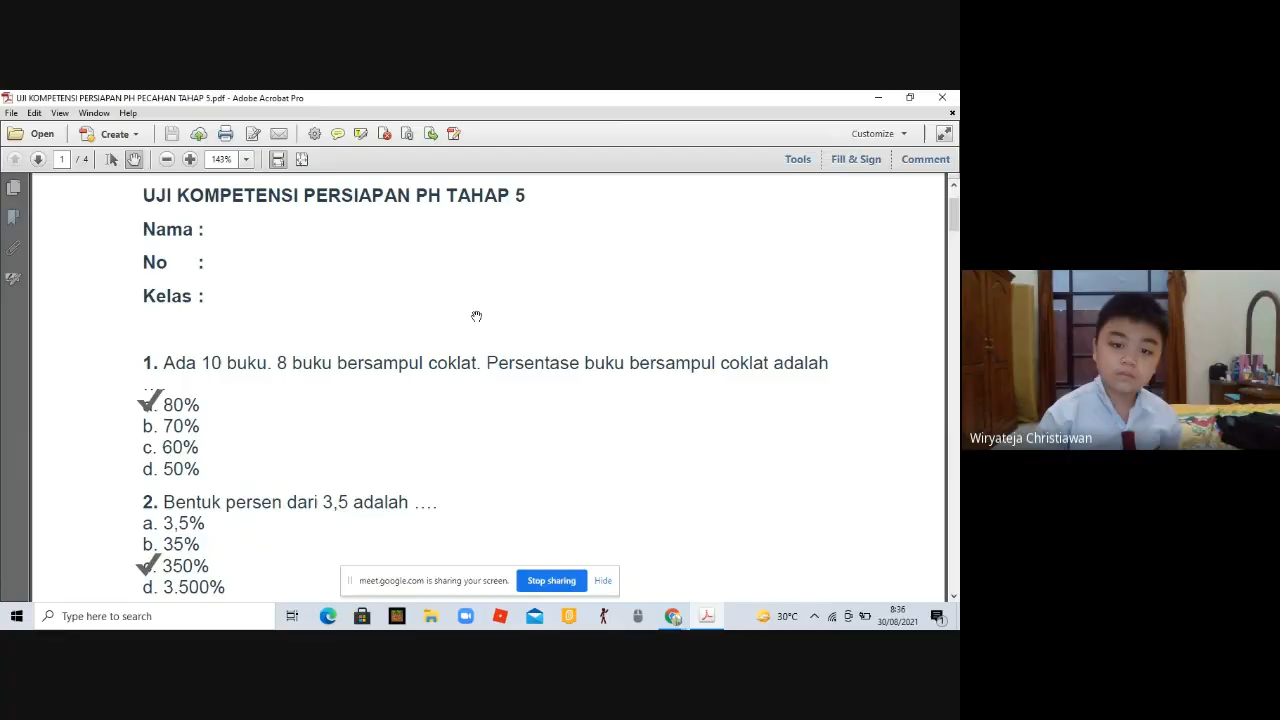 UJI KOMPETENSI PERSIAPAN PH PECAHAN TAHAP 5.pdf - Adobe Acrobat Pro
File Edit View Window Help
Open Create Customize
1 / 4 143% Tools Fill & Sign Comment
UJI KOMPETENSI PERSIAPAN PH TAHAP 5
Nama :
No :
Kelas :
1. Ada 10 buku. 8 buku bersampul coklat. Persentase buku bersampul coklat adalah
80%
b. 70%
c. 60%
d. 50%
2. Bentuk persen dari 3,5 adalah ....
a. 3,5%
b. 35%
350%
d. 3.500%
meet.google.com is sharing your screen. Stop sharing Hide
Type here to search
30°C
8:36
30/08/2021
Wiryateja Christiawan